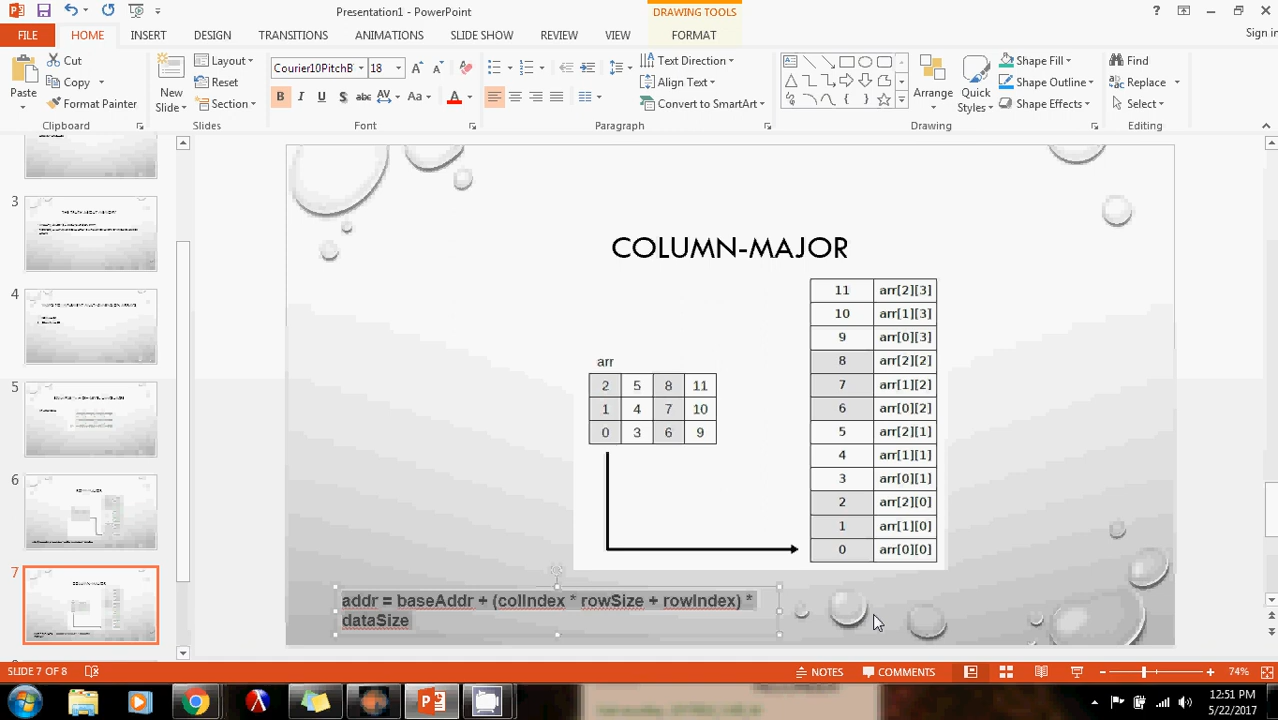 Presentation1 - PowerPoint
DRAWING TOOLS
?
FILE
HOME
INSERT
DESIGN
TRANSITIONS
ANIMATIONS
SLIDE SHOW
REVIEW
VIEW
FORMAT
Sign in
Paste
Cut
Copy
Format Painter
Clipboard
New
Slide
Layout
Reset
Section
Slides
Courier10PitchB
18
B I U S abc AV Aa A
Font
Text Direction
Align Text
Convert to SmartArt
Paragraph
Arrange
Quick
Styles
Shape Fill
Shape Outline
Shape Effects
Drawing
Find
Replace
Select
Editing
3
4
5
6
7
COLUMN-MAJOR
arr
2 5 8 11
1 4 7 10
0 3 6 9
11 arr[2][3]
10 arr[1][3]
9 arr[0][3]
8 arr[2][2]
7 arr[1][2]
6 arr[0][2]
5 arr[2][1]
4 arr[1][1]
3 arr[0][1]
2 arr[2][0]
1 arr[1][0]
0 arr[0][0]
addr = baseAddr + (colIndex * rowSize + rowIndex) *
dataSize
SLIDE 7 OF 8
NOTES
COMMENTS
74%
12:51 PM
5/22/2017